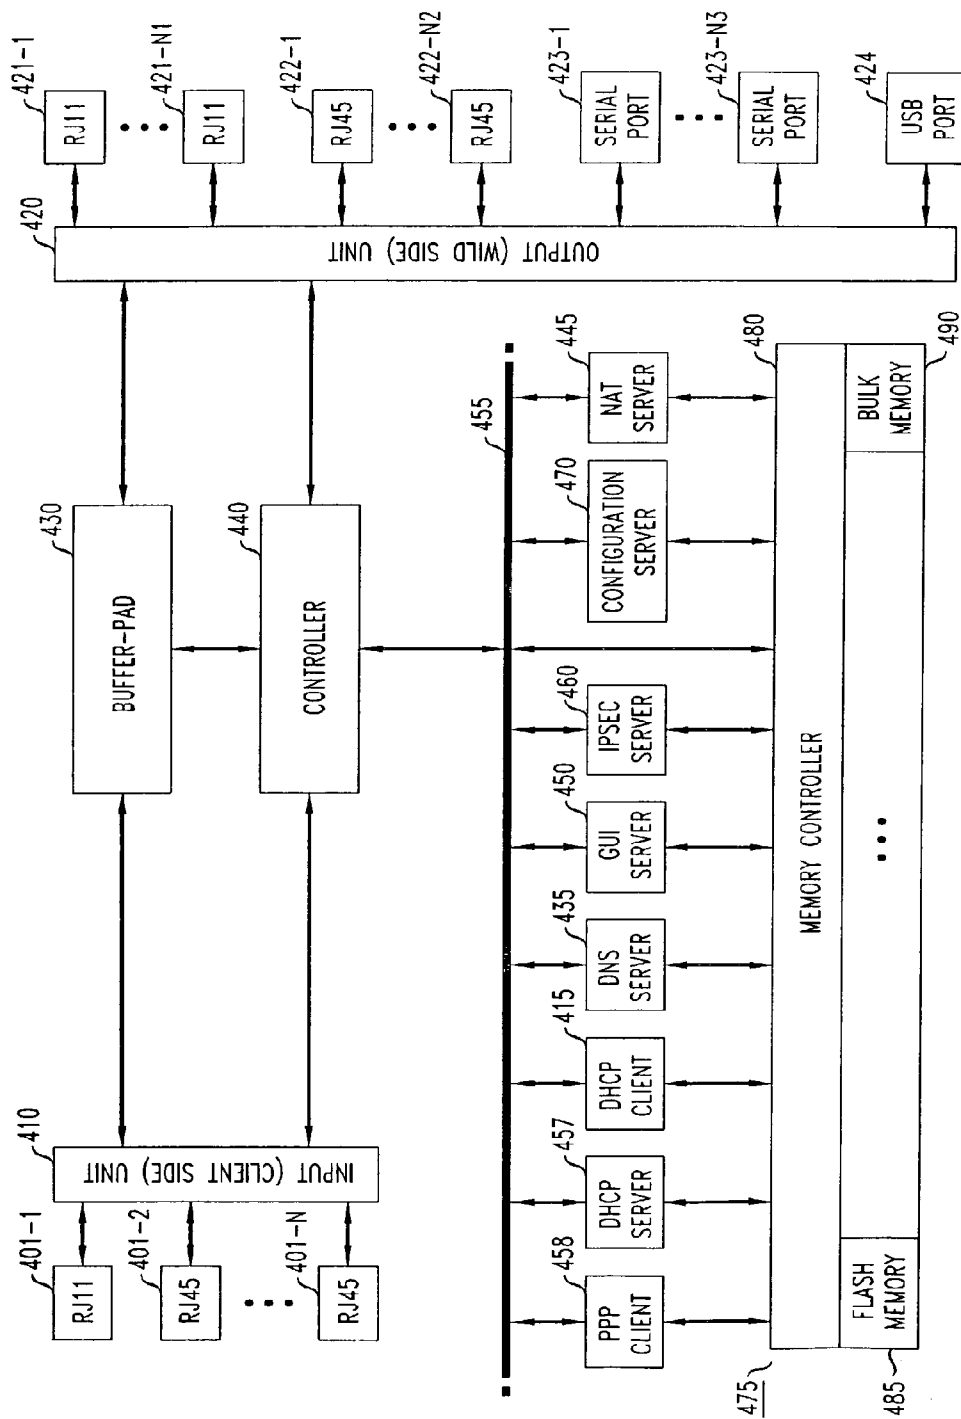 401-1
RJ11
401-2
RJ45
401-N
RJ45
410
INPUT (CLIENT SIDE) UNIT
430
BUFFER-PAD
440
CONTROLLER
420
OUTPUT (WILD SIDE) UNIT
421-1
RJ11
421-N1
RJ11
422-1
RJ45
422-N2
RJ45
423-1
SERIAL
PORT
423-N3
SERIAL
PORT
424
USB
PORT
455
458
PPP
CLIENT
457
DHCP
SERVER
415
DHCP
CLIENT
435
DNS
SERVER
450
GUI
SERVER
460
IPSEC
SERVER
470
CONFIGURATION
SERVER
445
NAT
SERVER
475
480
MEMORY CONTROLLER
485
FLASH
MEMORY
490
BULK
MEMORY